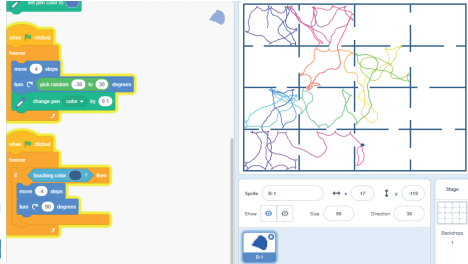 set pen color to
when clicked
forever
move 4 steps
turn pick random -30 to 30 degrees
change pen color by 0.1
when clicked
forever
if touching color ? then
move -4 steps
turn 90 degrees
Sprite B-1 x 17 y -119
Show Size 98 Direction 30
B-1
Stage
Backdrops
1